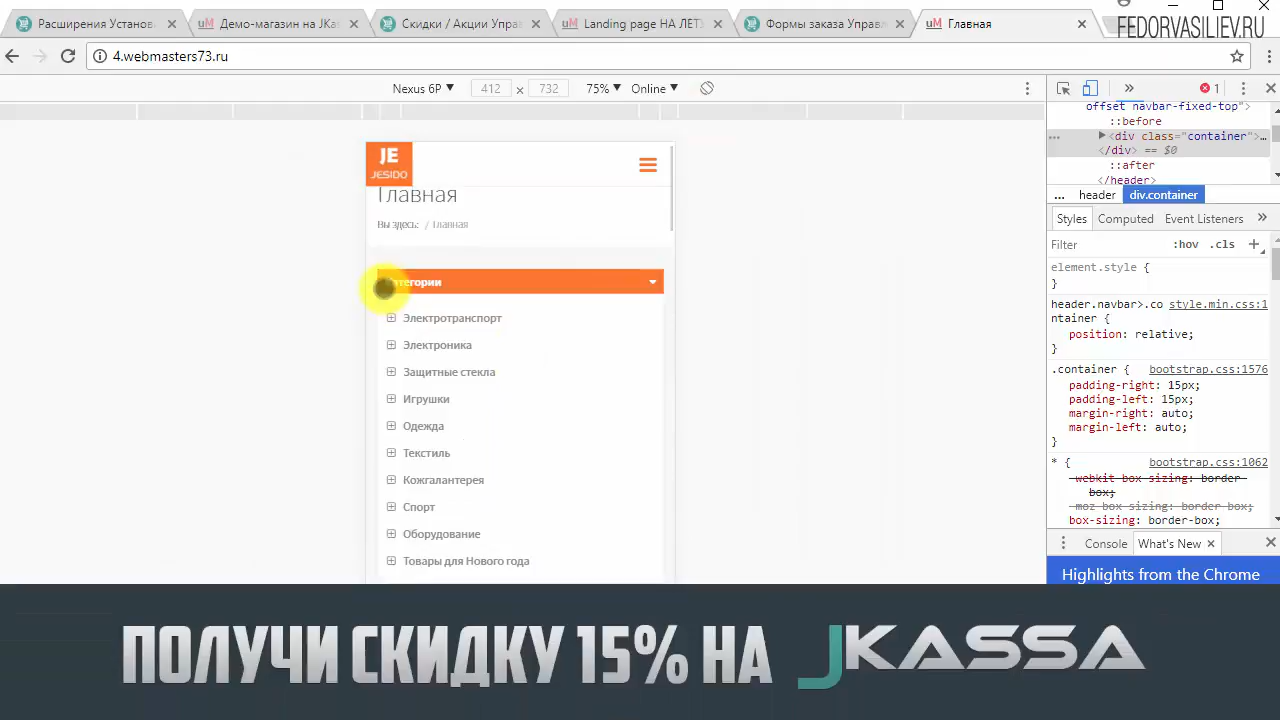 Расширения Установ
Демо-магазин на JKa
Скидки / Акции Упра
Landing page НА ЛЕТУ
Формы заказа Управ
Главная
FEDORVASILIEV.RU
4.webmasters73.ru
Nexus 6P
412 x 732
75%
Online
1
offset navbar-fixed-top">
::before
<div class="container">…
</div> == $0
::after
</header>
... header div.container
Styles Computed Event Listeners
Filter :hov .cls
element.style {
}
header.navbar>.co style.min.css:1
ntainer {
position: relative;
}
.container { bootstrap.css:1576
padding-right: 15px;
padding-left: 15px;
margin-right: auto;
margin-left: auto;
}
* { bootstrap.css:1062
-webkit-box-sizing: border-
box;
-moz-box-sizing: border-box;
box-sizing: border-box;
Console What's New
Highlights from the Chrome
JE
JESIDO
Главная
Вы здесь: / Главная
Категории
Электротранспорт
Электроника
Защитные стекла
Игрушки
Одежда
Текстиль
Кожгалантерея
Спорт
Оборудование
Товары для Нового года
ПОЛУЧИ СКИДКУ 15% НА JKASSA